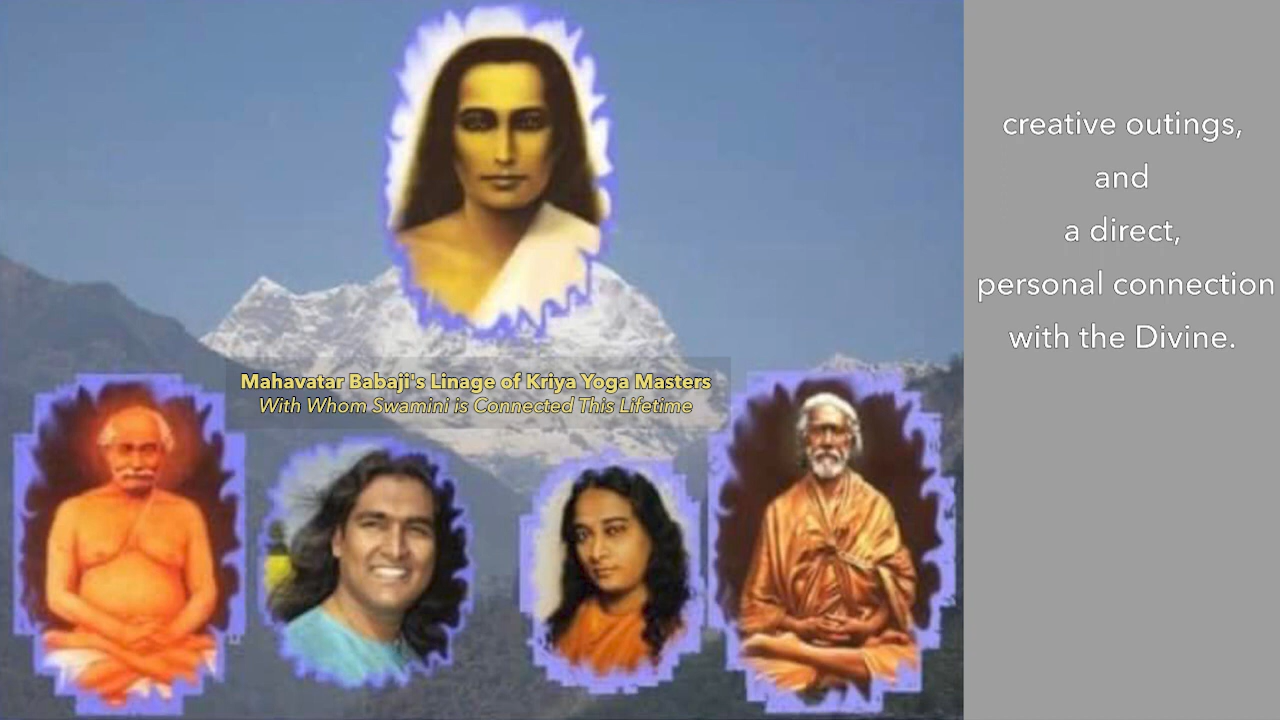 Mahavatar Babaji's Linage of Kriya Yoga Masters
With Whom Swamini is Connected This Lifetime
creative outings,
and
a direct,
personal connection
with the Divine.